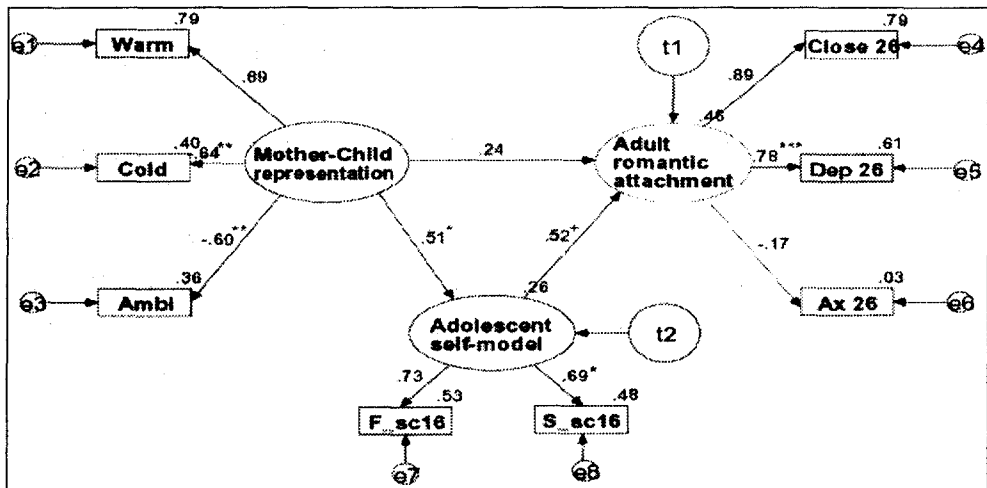 .79
e1
Warm
.89
.40
-.64**
e2
Cold
-.60**
.36
e3
Ambi
Mother-Child
representation
.24
.51*
.52+
.26
Adolescent
self-model
t2
.73
.53
.69*
.48
F_sc16
S_sc16
e7
e8
t1
.46
Adult
romantic
attachment
.89
.79
Close 26
e4
.78***
.61
Dep 26
e5
-.17
.03
Ax 26
e6